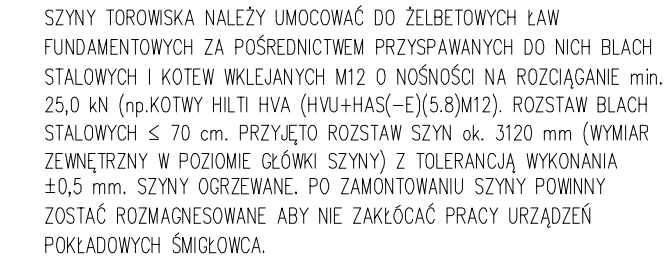 SZYNY TOROWISKA NALEŻY UMOCOWAĆ DO ŻELBETOWYCH ŁAW
FUNDAMENTOWYCH ZA POŚREDNICTWEM PRZYSPAWANYCH DO NICH BLACH
STALOWYCH I KOTEW WKLEJANYCH M12 O NOŚNOŚCI NA ROZCIĄGANIE min.
25,0 kN (np.KOTWY HILTI HVA (HVU+HAS(-E)(5.8)M12). ROZSTAW BLACH
STALOWYCH ≤ 70 cm. PRZYJĘTO ROZSTAW SZYN ok. 3120 mm (WYMIAR
ZEWNĘTRZNY W POZIOMIE GŁÓWKI SZYNY) Z TOLERANCJĄ WYKONANIA
±0,5 mm. SZYNY OGRZEWANE. PO ZAMONTOWANIU SZYNY POWINNY
ZOSTAĆ ROZMAGNESOWANE ABY NIE ZAKŁÓCAĆ PRACY URZĄDZEŃ
POKŁADOWYCH ŚMIGŁOWCA.